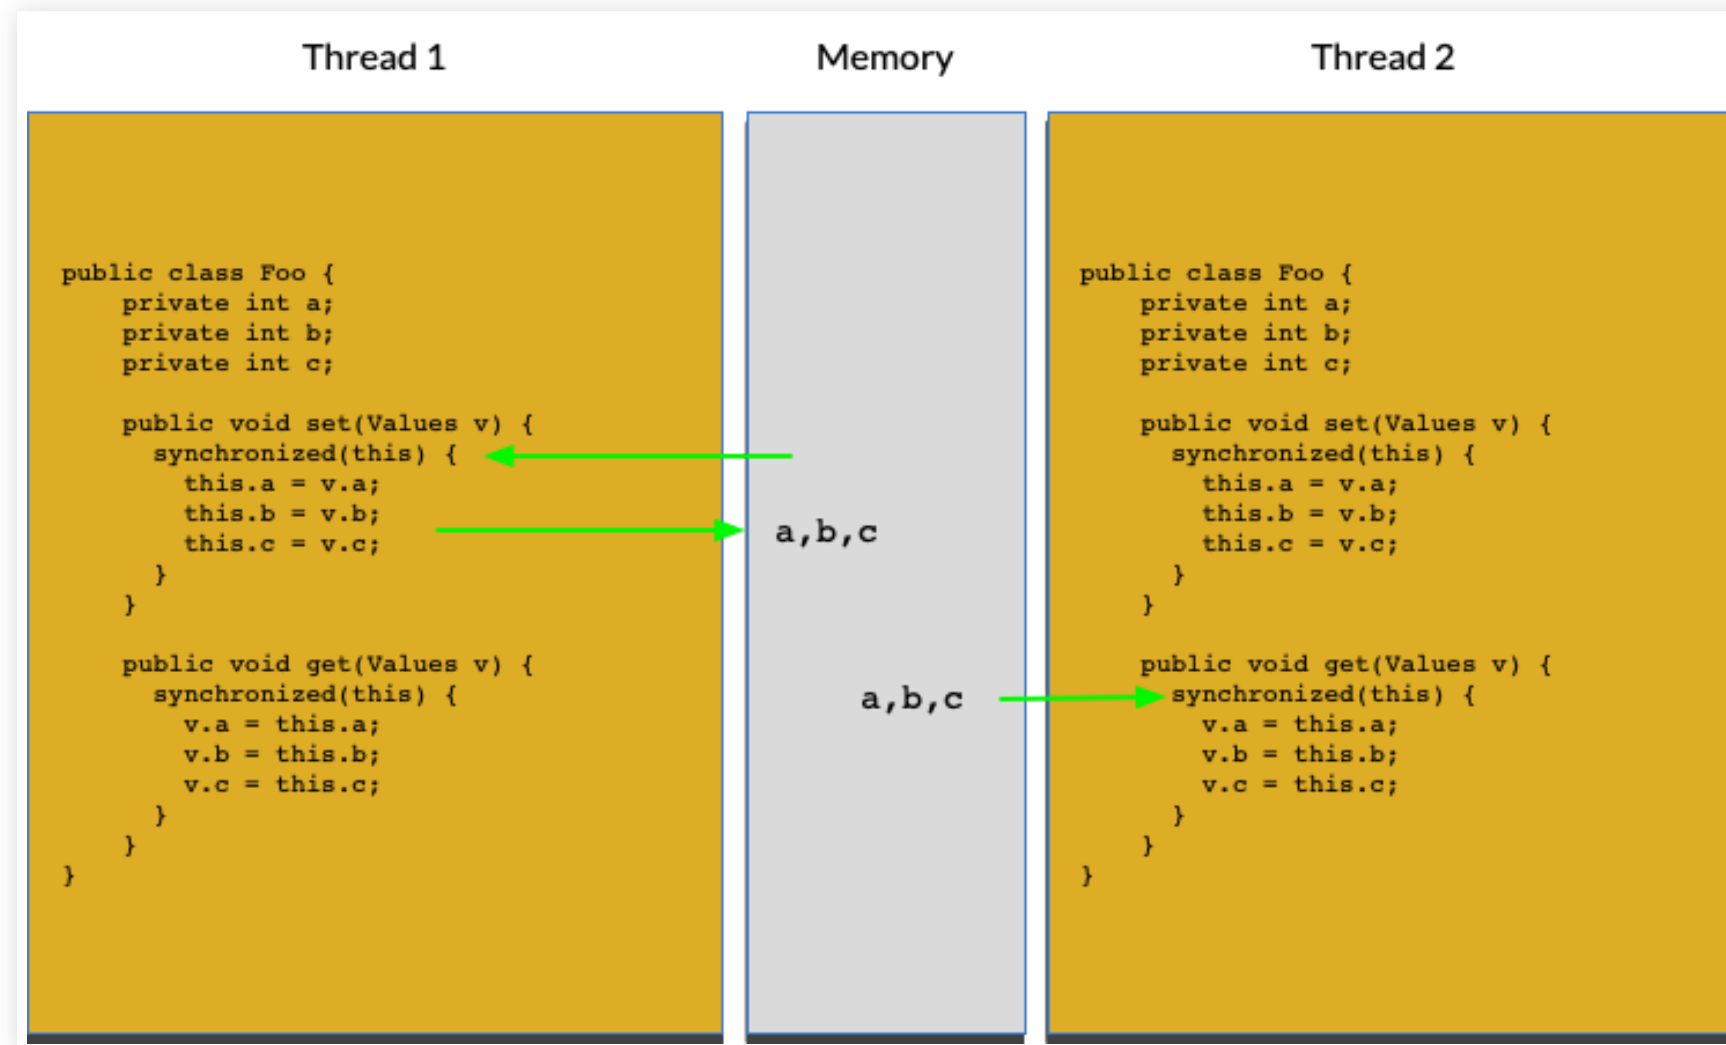 Thread 1
Memory
Thread 2
public class Foo {
    private int a;
    private int b;
    private int c;
    public void set(Values v) {
      synchronized(this) {
        this.a = v.a;
        this.b = v.b;
        this.c = v.c;
      }
    }
    public void get(Values v) {
      synchronized(this) {
        v.a = this.a;
        v.b = this.b;
        v.c = this.c;
      }
    }
}
a,b,c
a,b,c
public class Foo {
    private int a;
    private int b;
    private int c;
    public void set(Values v) {
      synchronized(this) {
        this.a = v.a;
        this.b = v.b;
        this.c = v.c;
      }
    }
    public void get(Values v) {
      synchronized(this) {
        v.a = this.a;
        v.b = this.b;
        v.c = this.c;
      }
    }
}